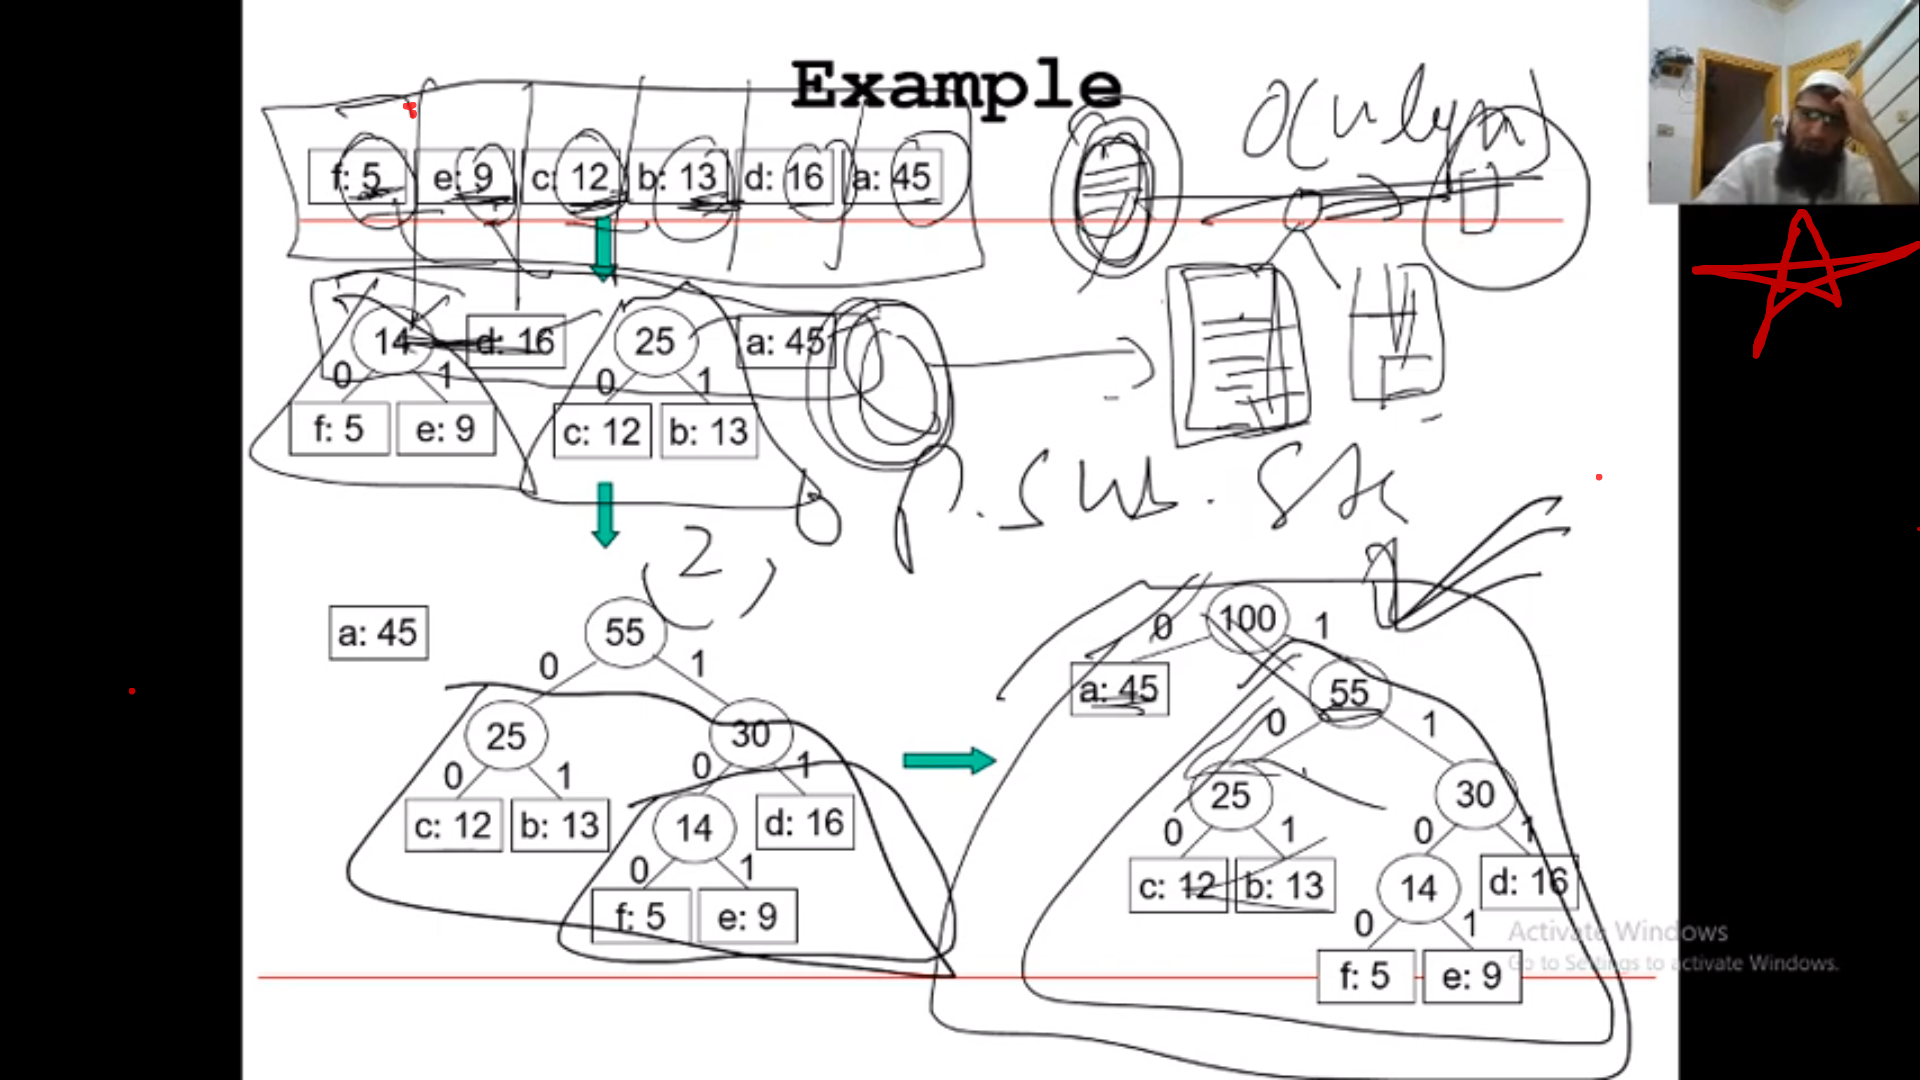 Example
f: 5 e: 9 c: 12 b: 13 d: 16 a: 45
14 d: 16 25 a: 45
0 1 0 1
f: 5 e: 9 c: 12 b: 13
(2)
a: 45 55
0 1
25 30
0 1 0 1
c: 12 b: 13 14 d: 16
0 1
f: 5 e: 9
100
0 1
a: 45 55
0 1
25 30
0 1 0 1
c: 12 b: 13 14 d: 16
0 1
f: 5 e: 9
Activate Windows
Go to Settings to activate Windows.